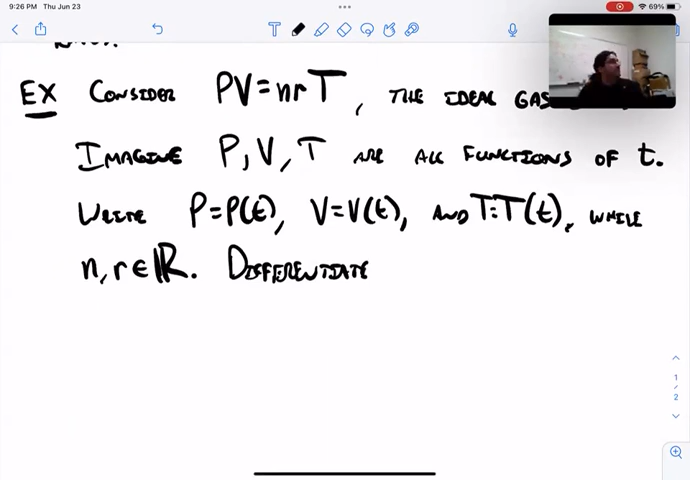 9:26 PM Thu Jun 23
69%
EX CONSIDER PV=nrT, THE IDEAL GAS
IMAGINE P, V, T ARE ALL FUNCTIONS OF t.
WRITE P=P(t), V=V(t), AND T=T(t), WHILE
n, r∈ℝ. DIFFERENTIATE
1
/
2